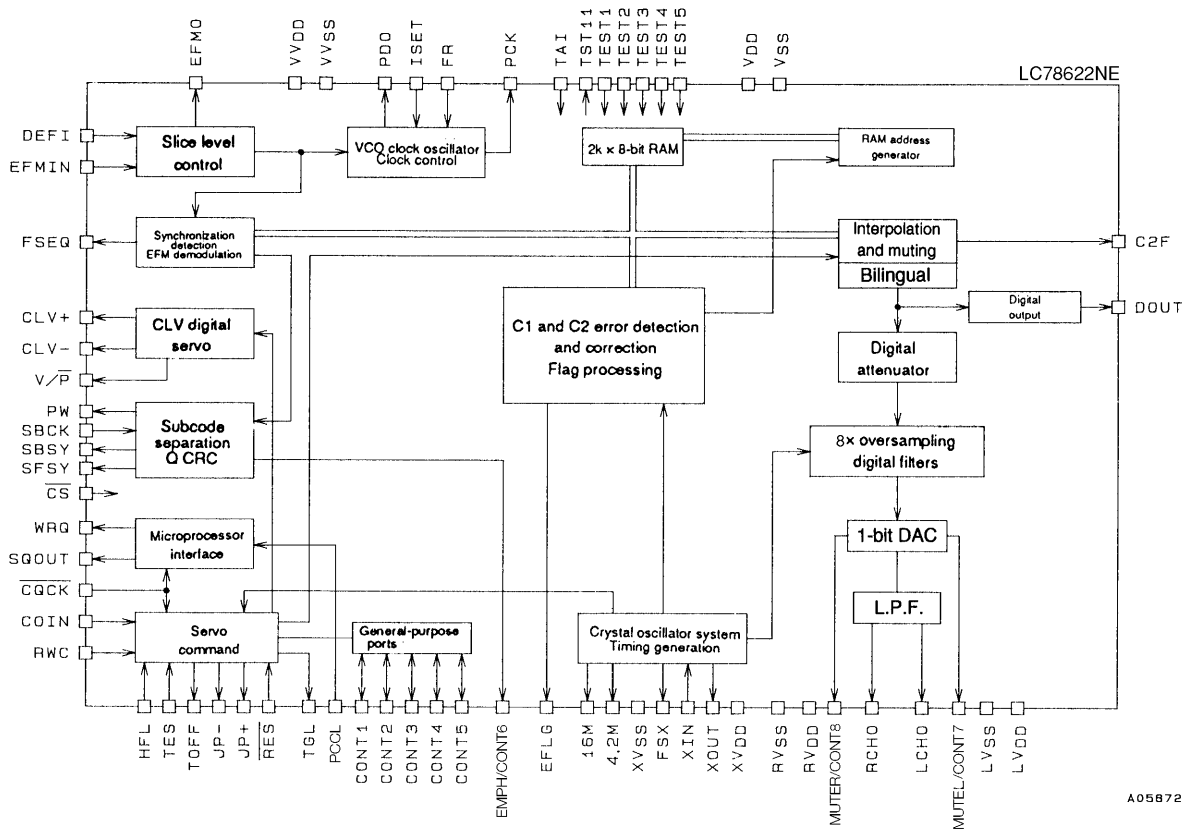 EFMO
VVDD
VVSS
PDO
ISET
FR
PCK
TAI
TST11
TEST1
TEST2
TEST3
TEST4
TEST5
VDD
VSS
LC78622NE
DEFI
EFMIN
Slice level
control
VCO clock oscillator
Clock control
2k × 8-bit RAM
RAM address
generator
FSEQ
Synchronization
detection
EFM demodulation
Interpolation
and muting
Bilingual
C2F
CLV+
CLV−
V/P̅
CLV digital
servo
C1 and C2 error detection
and correction
Flag processing
Digital
output
DOUT
Digital
attenuator
PW
SBCK
SBSY
SFSY
C̅S̅
Subcode
separation
Q CRC
8× oversampling
digital filters
WRQ
SQOUT
C̅Q̅C̅K̅
Microprocessor
interface
1-bit DAC
L.P.F.
COIN
RWC
Servo
command
General-purpose
ports
Crystal oscillator system
Timing generation
HFL
TES
TOFF
JP−
JP+
R̅E̅S̅
TGL
PCCL
CONT1
CONT2
CONT3
CONT4
CONT5
EMPH/CONT6
EFLG
16M
4.2M
XVSS
FSX
XIN
XOUT
XVDD
RVSS
RVDD
MUTER/CONT8
RCHO
LCHO
MUTEL/CONT7
LVSS
LVDD
A05872